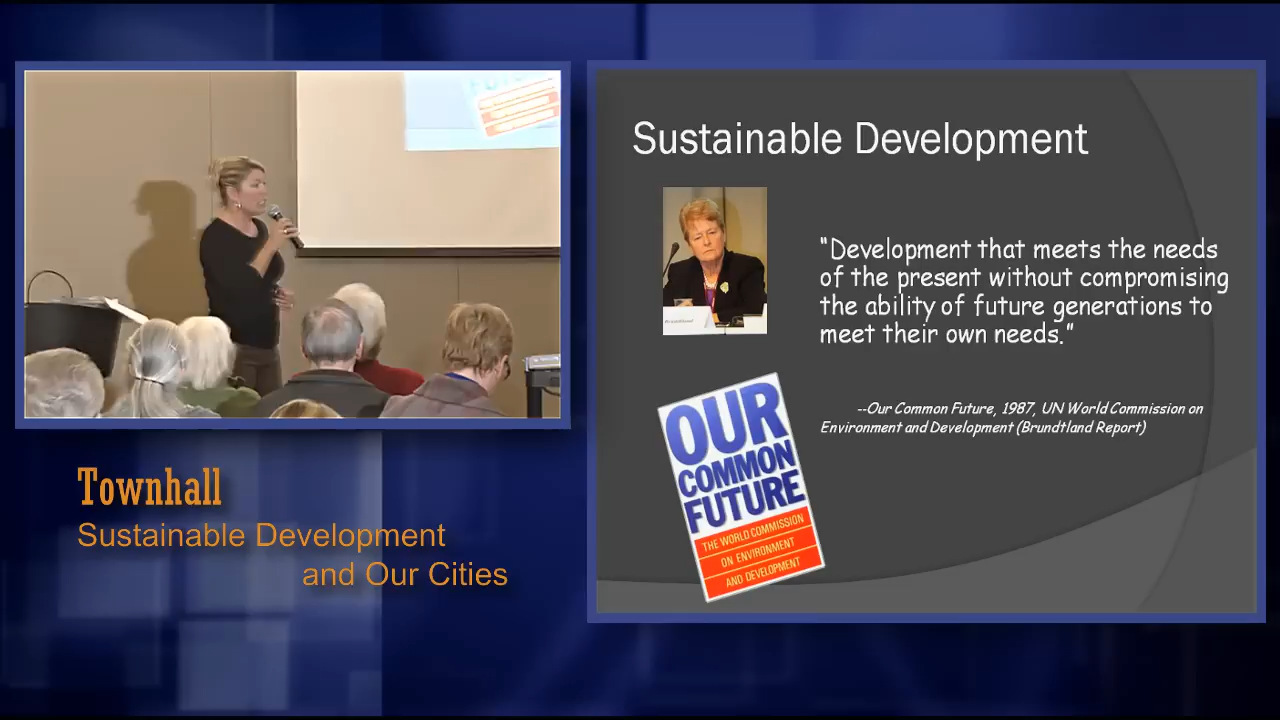 Sustainable Development
“Development that meets the needs
of the present without compromising
the ability of future generations to
meet their own needs.”
--Our Common Future, 1987, UN World Commission on
Environment and Development (Brundtland Report)
OUR
COMMON
FUTURE
THE WORLD COMMISSION
ON ENVIRONMENT
AND DEVELOPMENT
Townhall
Sustainable Development
and Our Cities